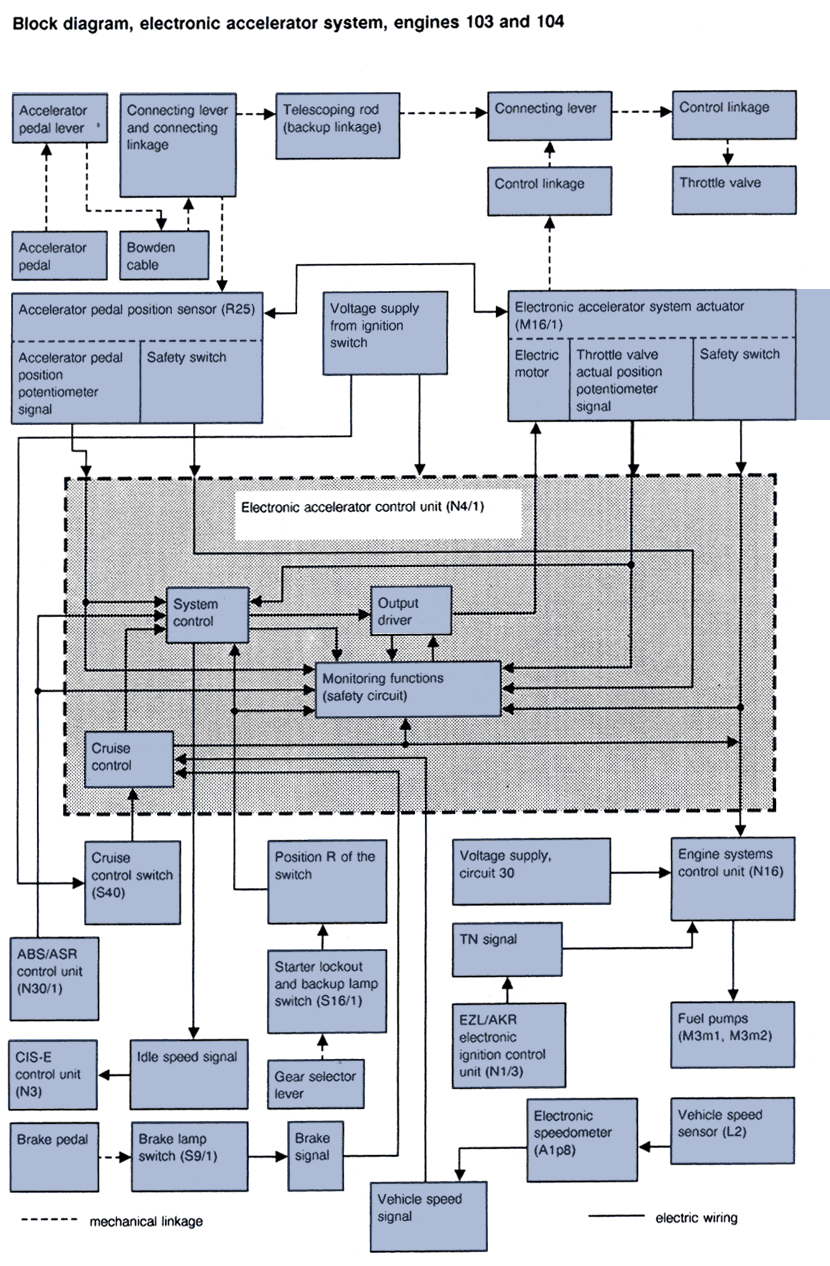 Block diagram, electronic accelerator system, engines 103 and 104
Accelerator
pedal lever
Connecting lever
and connecting
linkage
Telescoping rod
(backup linkage)
Connecting lever
Control linkage
Control linkage
Throttle valve
Accelerator
pedal
Bowden
cable
Accelerator pedal position sensor (R25)
Accelerator pedal
position
potentiometer
signal
Safety switch
Voltage supply
from ignition
switch
Electronic accelerator system actuator
(M16/1)
Electric
motor
Throttle valve
actual position
potentiometer
signal
Safety switch
Electronic accelerator control unit (N4/1)
System
control
Output
driver
Monitoring functions
(safety circuit)
Cruise
control
Cruise
control switch
(S40)
Position R of the
switch
Voltage supply,
circuit 30
Engine systems
control unit (N16)
ABS/ASR
control unit
(N30/1)
Starter lockout
and backup lamp
switch (S16/1)
TN signal
EZL/AKR
electronic
ignition control
unit (N1/3)
Fuel pumps
(M3m1, M3m2)
CIS-E
control unit
(N3)
Idle speed signal
Gear selector
lever
Brake pedal
Brake lamp
switch (S9/1)
Brake
signal
Electronic
speedometer
(A1p8)
Vehicle speed
sensor (L2)
Vehicle speed
signal
mechanical linkage
electric wiring